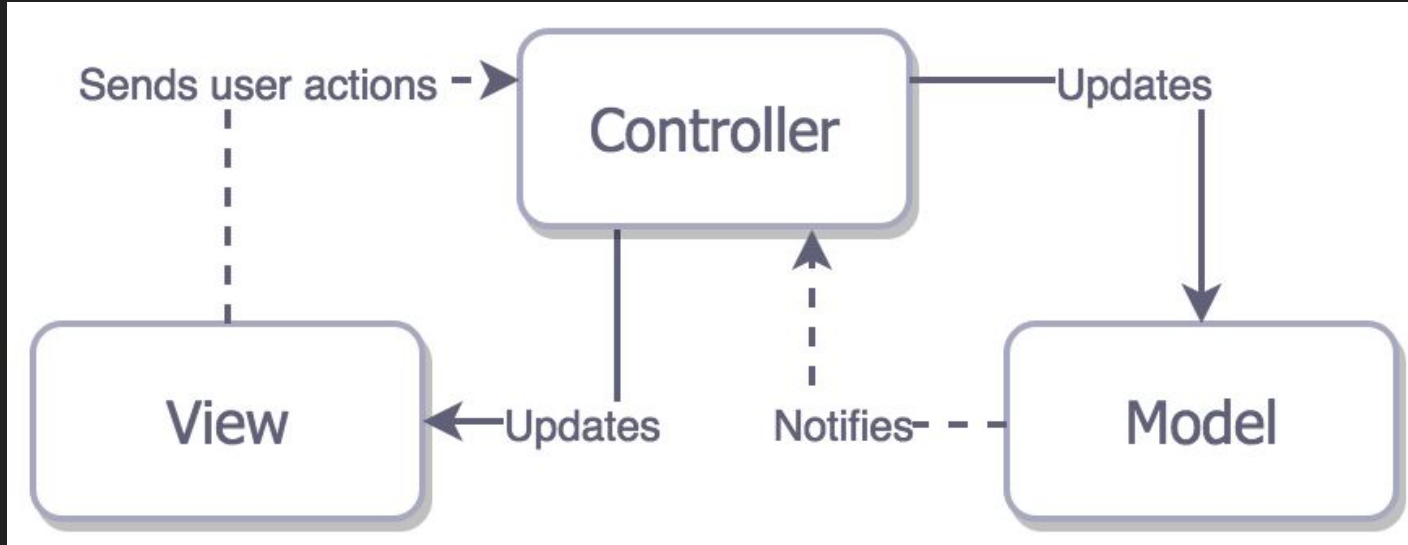 Sends user actions
Controller
Updates
View
Updates
Notifies
Model